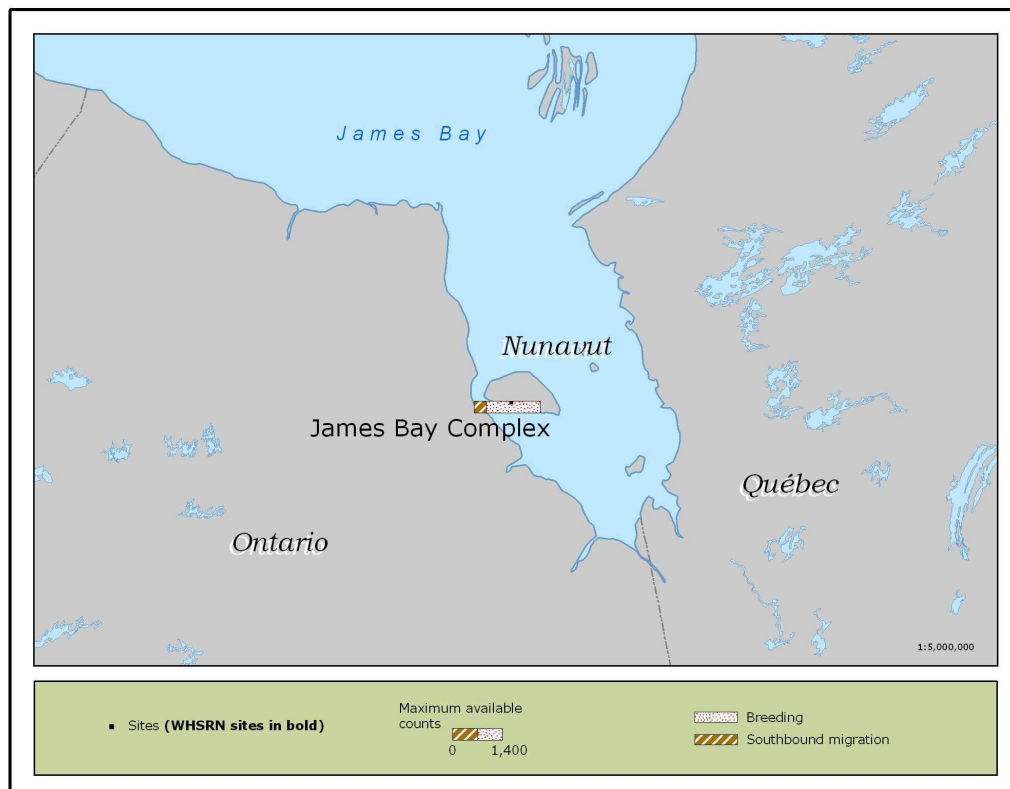 James Bay
Nunavut
James Bay Complex
Québec
Ontario
1:5,000,000
Sites (WHSRN sites in bold)
Maximum available
counts
0 1,400
Breeding
Southbound migration